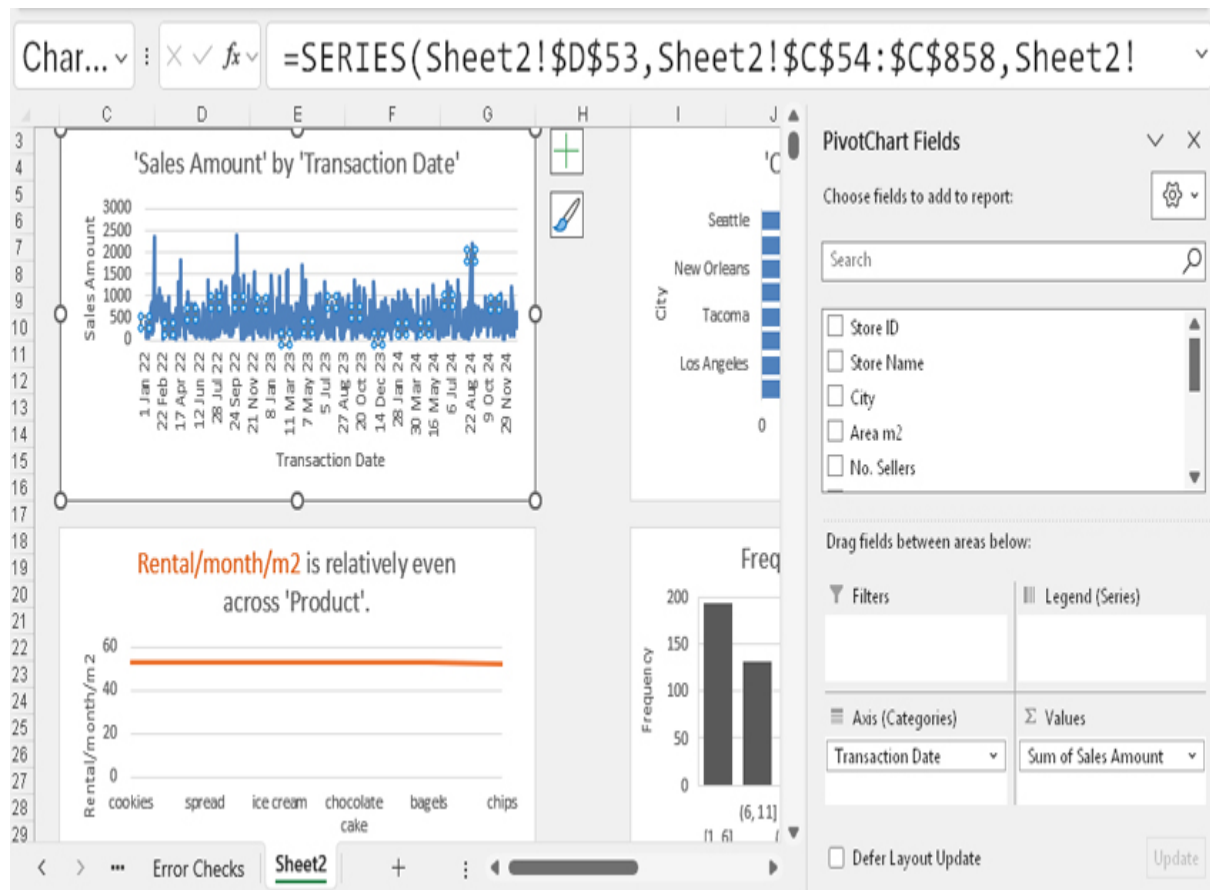 Char...
fx
=SERIES(Sheet2!$D$53,Sheet2!$C$54:$C$858,Sheet2!
C D E F G H I J
3
4
5
6
7
8
9
10
11
12
13
14
15
16
17
18
19
20
21
22
23
24
25
26
27
28
29
'Sales Amount' by 'Transaction Date'
Sales Amount
3000
2500
2000
1500
1000
500
0
1 Jan 22
22 Feb 22
17 Apr 22
12 Jun 22
28 Jul 22
24 Sep 22
21 Nov 22
8 Jan 23
11 Mar 23
7 May 23
5 Jul 23
27 Aug 23
20 Oct 23
14 Dec 23
28 Jan 24
30 Mar 24
16 May 24
6 Jul 24
22 Aug 24
9 Oct 24
29 Nov 24
Transaction Date
'C
City
Seattle
New Orleans
Tacoma
Los Angeles
0
Rental/month/m2 is relatively even
across 'Product'.
Rental/month/m2
60
40
20
0
cookies spread ice cream chocolate bagels chips
cake
Freq
Frequency
200
150
100
50
0
(6, 11]
[1, 6]
PivotChart Fields
Choose fields to add to report:
Search
Store ID
Store Name
City
Area m2
No. Sellers
Drag fields between areas below:
Filters
Legend (Series)
Axis (Categories)
Σ Values
Transaction Date
Sum of Sales Amount
Defer Layout Update
Update
... Error Checks Sheet2 +